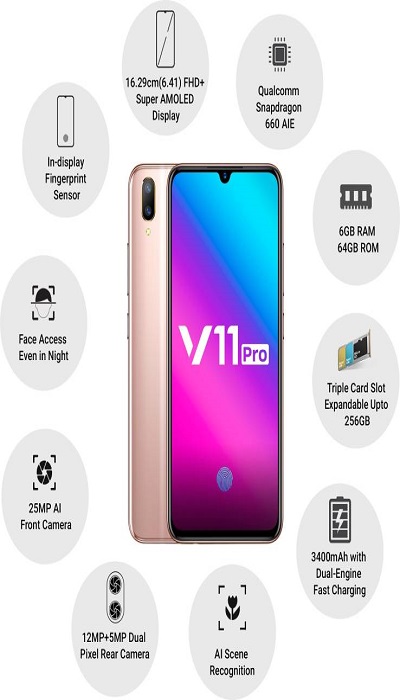 16.29cm(6.41) FHD+
Super AMOLED
Display
Qualcomm
Snapdragon
660 AIE
In-display
Fingerprint
Sensor
6GB RAM
64GB ROM
Face Access
Even in Night
V11 Pro
Triple Card Slot
Expandable Upto
256GB
25MP AI
Front Camera
3400mAh with
Dual-Engine
Fast Charging
12MP+5MP Dual
Pixel Rear Camera
AI Scene
Recognition